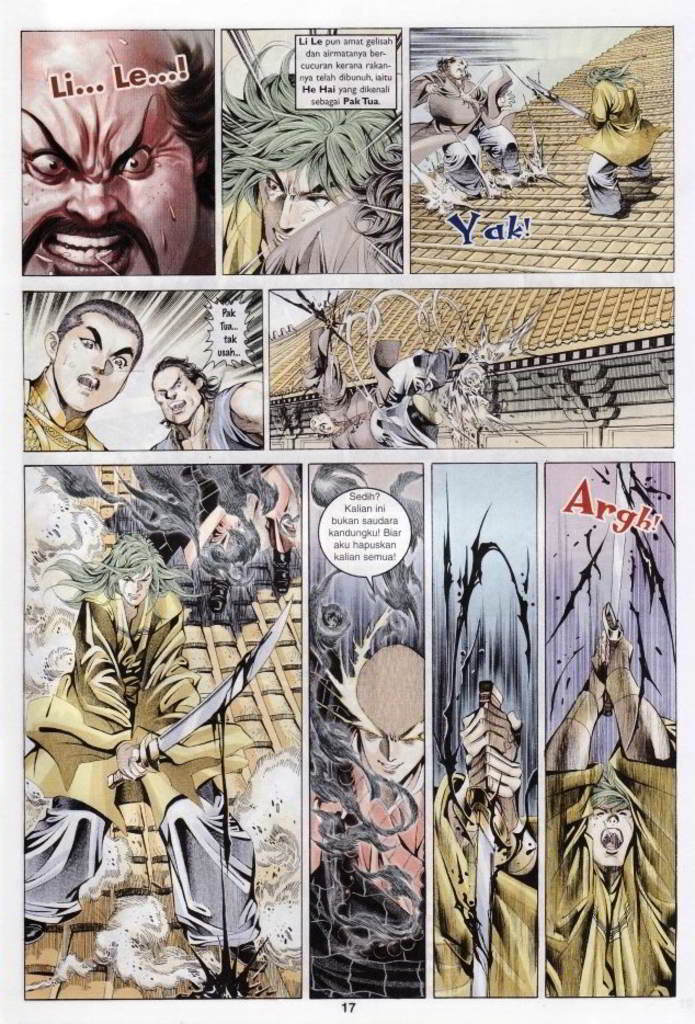 Li... Le...!
Li Le pun amat gelisah
dan airmatanya ber-
cucuran kerana rakan-
nya telah dibunuh, iaitu
He Hai yang dikenali
sebagai Pak Tua.
Yak!
Pak
Tua...
tak
usah...
Sedih?
Kalian ini
bukan saudara
kandungku! Biar
aku hapuskan
kalian semua!
Argh!
17